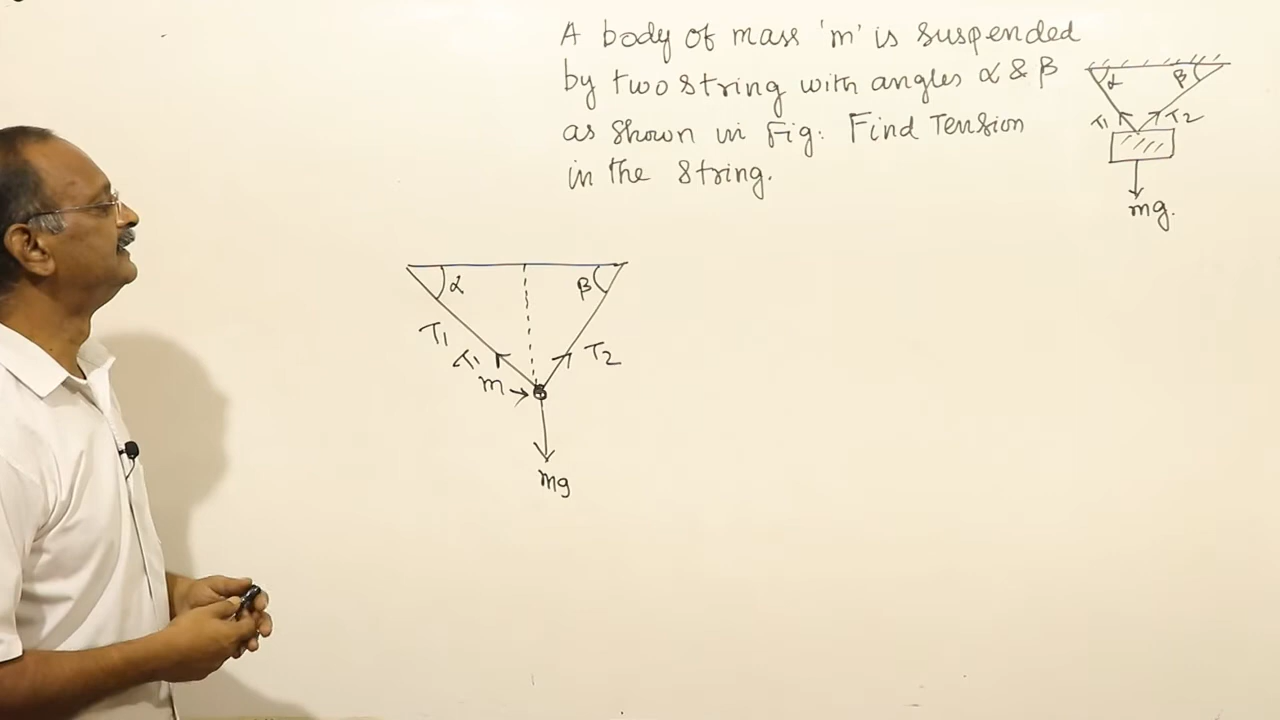 A body of mass 'm' is suspended
by two string with angles α & β
as shown in Fig: Find Tension
in the string.
α β
T1 T2
mg.
α β
T1
T1 T2
m
mg